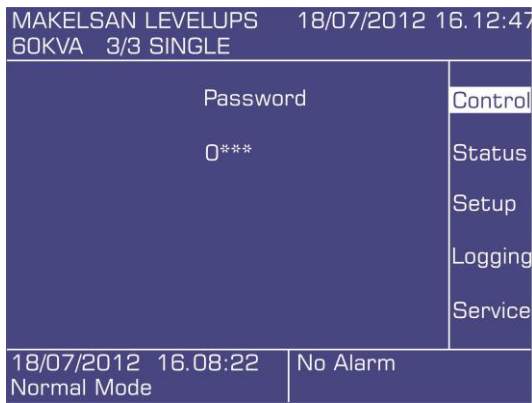 MAKELSAN LEVELUPS 18/07/2012 16.12:47
60KVA 3/3 SINGLE
Password
0***
Control
Status
Setup
Logging
Service
18/07/2012 16.08:22 No Alarm
Normal Mode